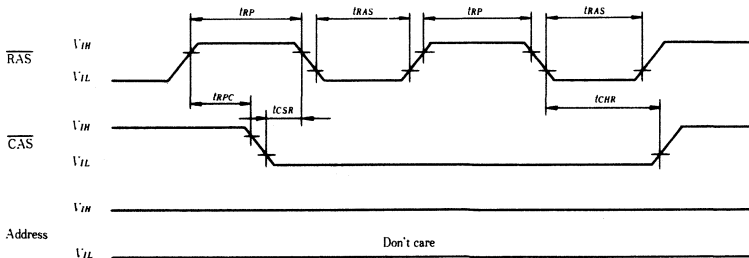 tRP tRAS tRP tRAS
RAS
VIH
VIL
tRPC tCSR tCHR
CAS
VIH
VIL
Address
VIH
VIL
Don't care